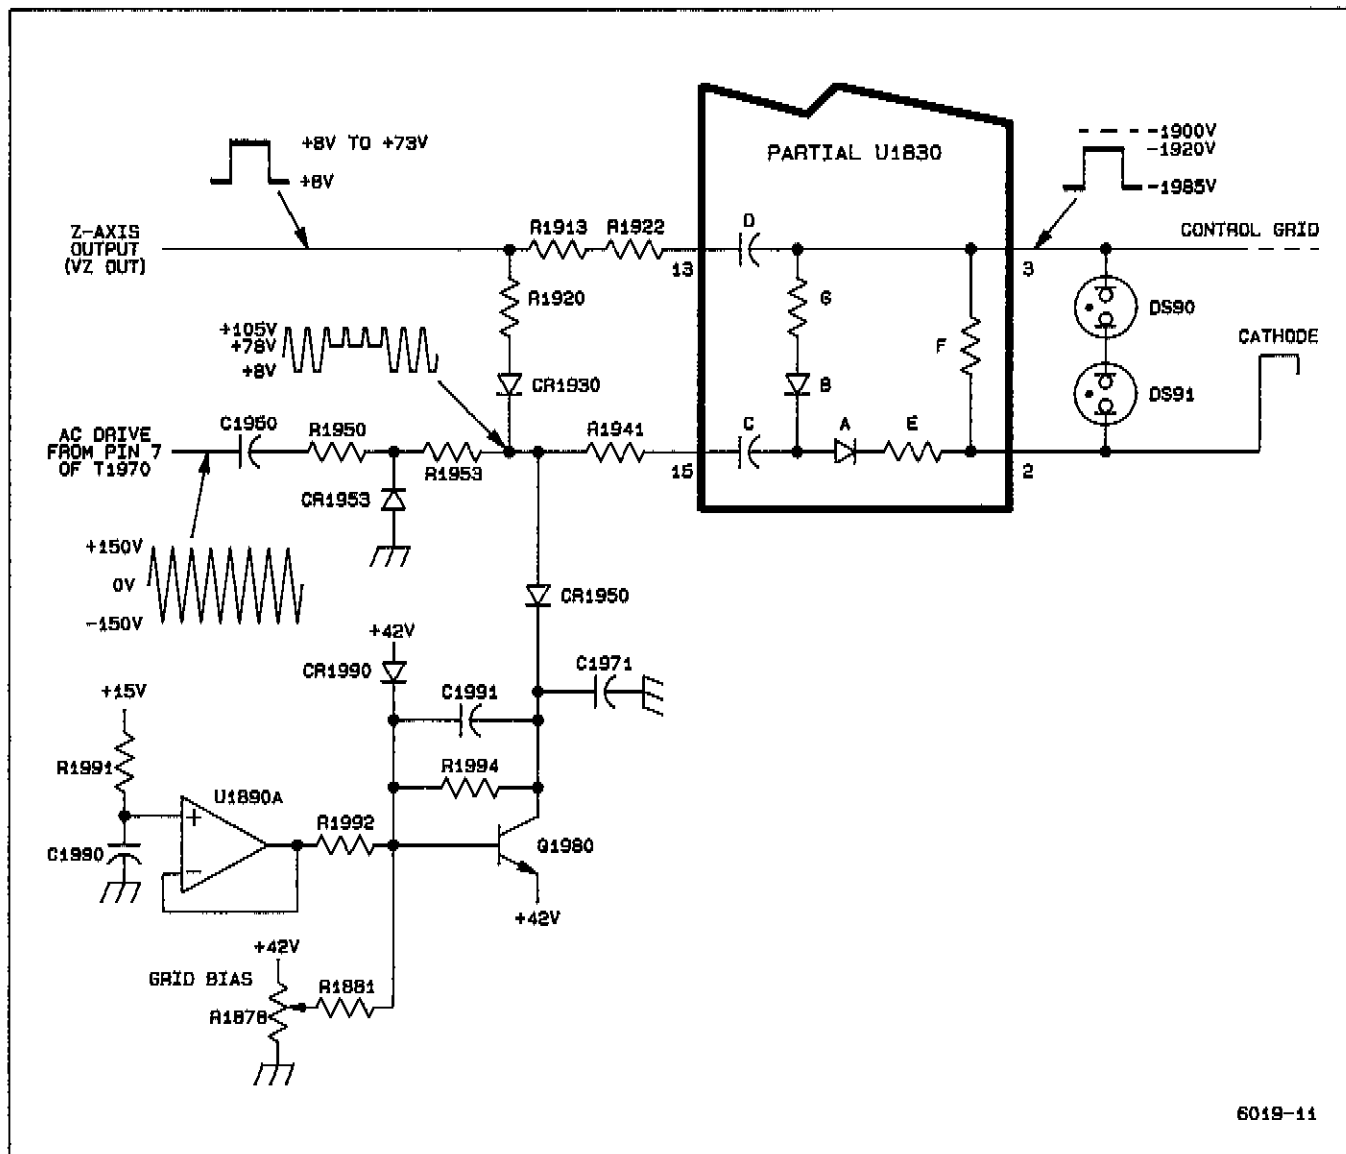 +8V TO +73V
+8V
PARTIAL U1830
-1900V
-1920V
-1985V
Z-AXIS
OUTPUT
(VZ OUT)
R1913
R1922
D
13
3
CONTROL GRID
R1920
G
F
DS90
CATHODE
+105V
+78V
+8V
CR1930
B
DS91
AC DRIVE
FROM PIN 7
OF T1970
C1950
R1950
R1953
R1941
C
A
E
15
2
CR1953
+150V
0V
-150V
CR1950
+42V
CR1990
C1971
C1991
+15V
R1991
R1994
U1890A
+
-
R1992
Q1980
C1990
+42V
+42V
GRID BIAS
R1878
R1881
6019-11